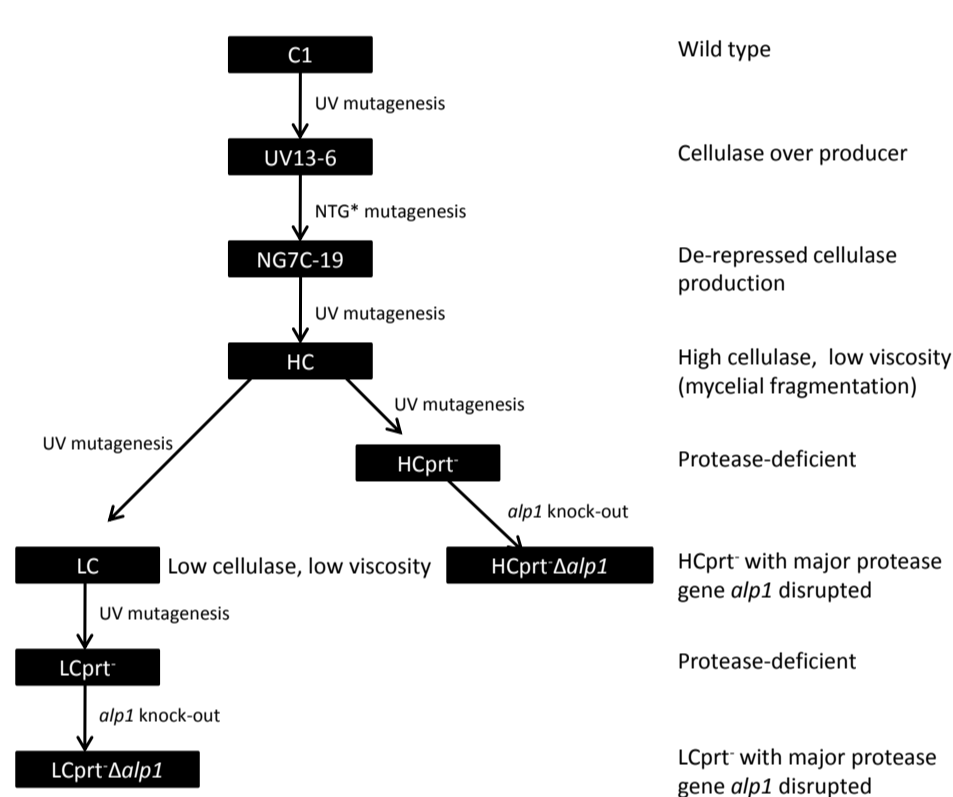 C1
Wild type
UV mutagenesis
UV13-6
Cellulase over producer
NTG* mutagenesis
NG7C-19
De-repressed cellulase
production
UV mutagenesis
HC
High cellulase, low viscosity
(mycelial fragmentation)
UV mutagenesis
UV mutagenesis
HCprt⁻
Protease-deficient
alp1 knock-out
LC
Low cellulase, low viscosity
HCprt⁻Δalp1
HCprt⁻ with major protease
gene alp1 disrupted
UV mutagenesis
LCprt⁻
Protease-deficient
alp1 knock-out
LCprt⁻Δalp1
LCprt⁻ with major protease
gene alp1 disrupted